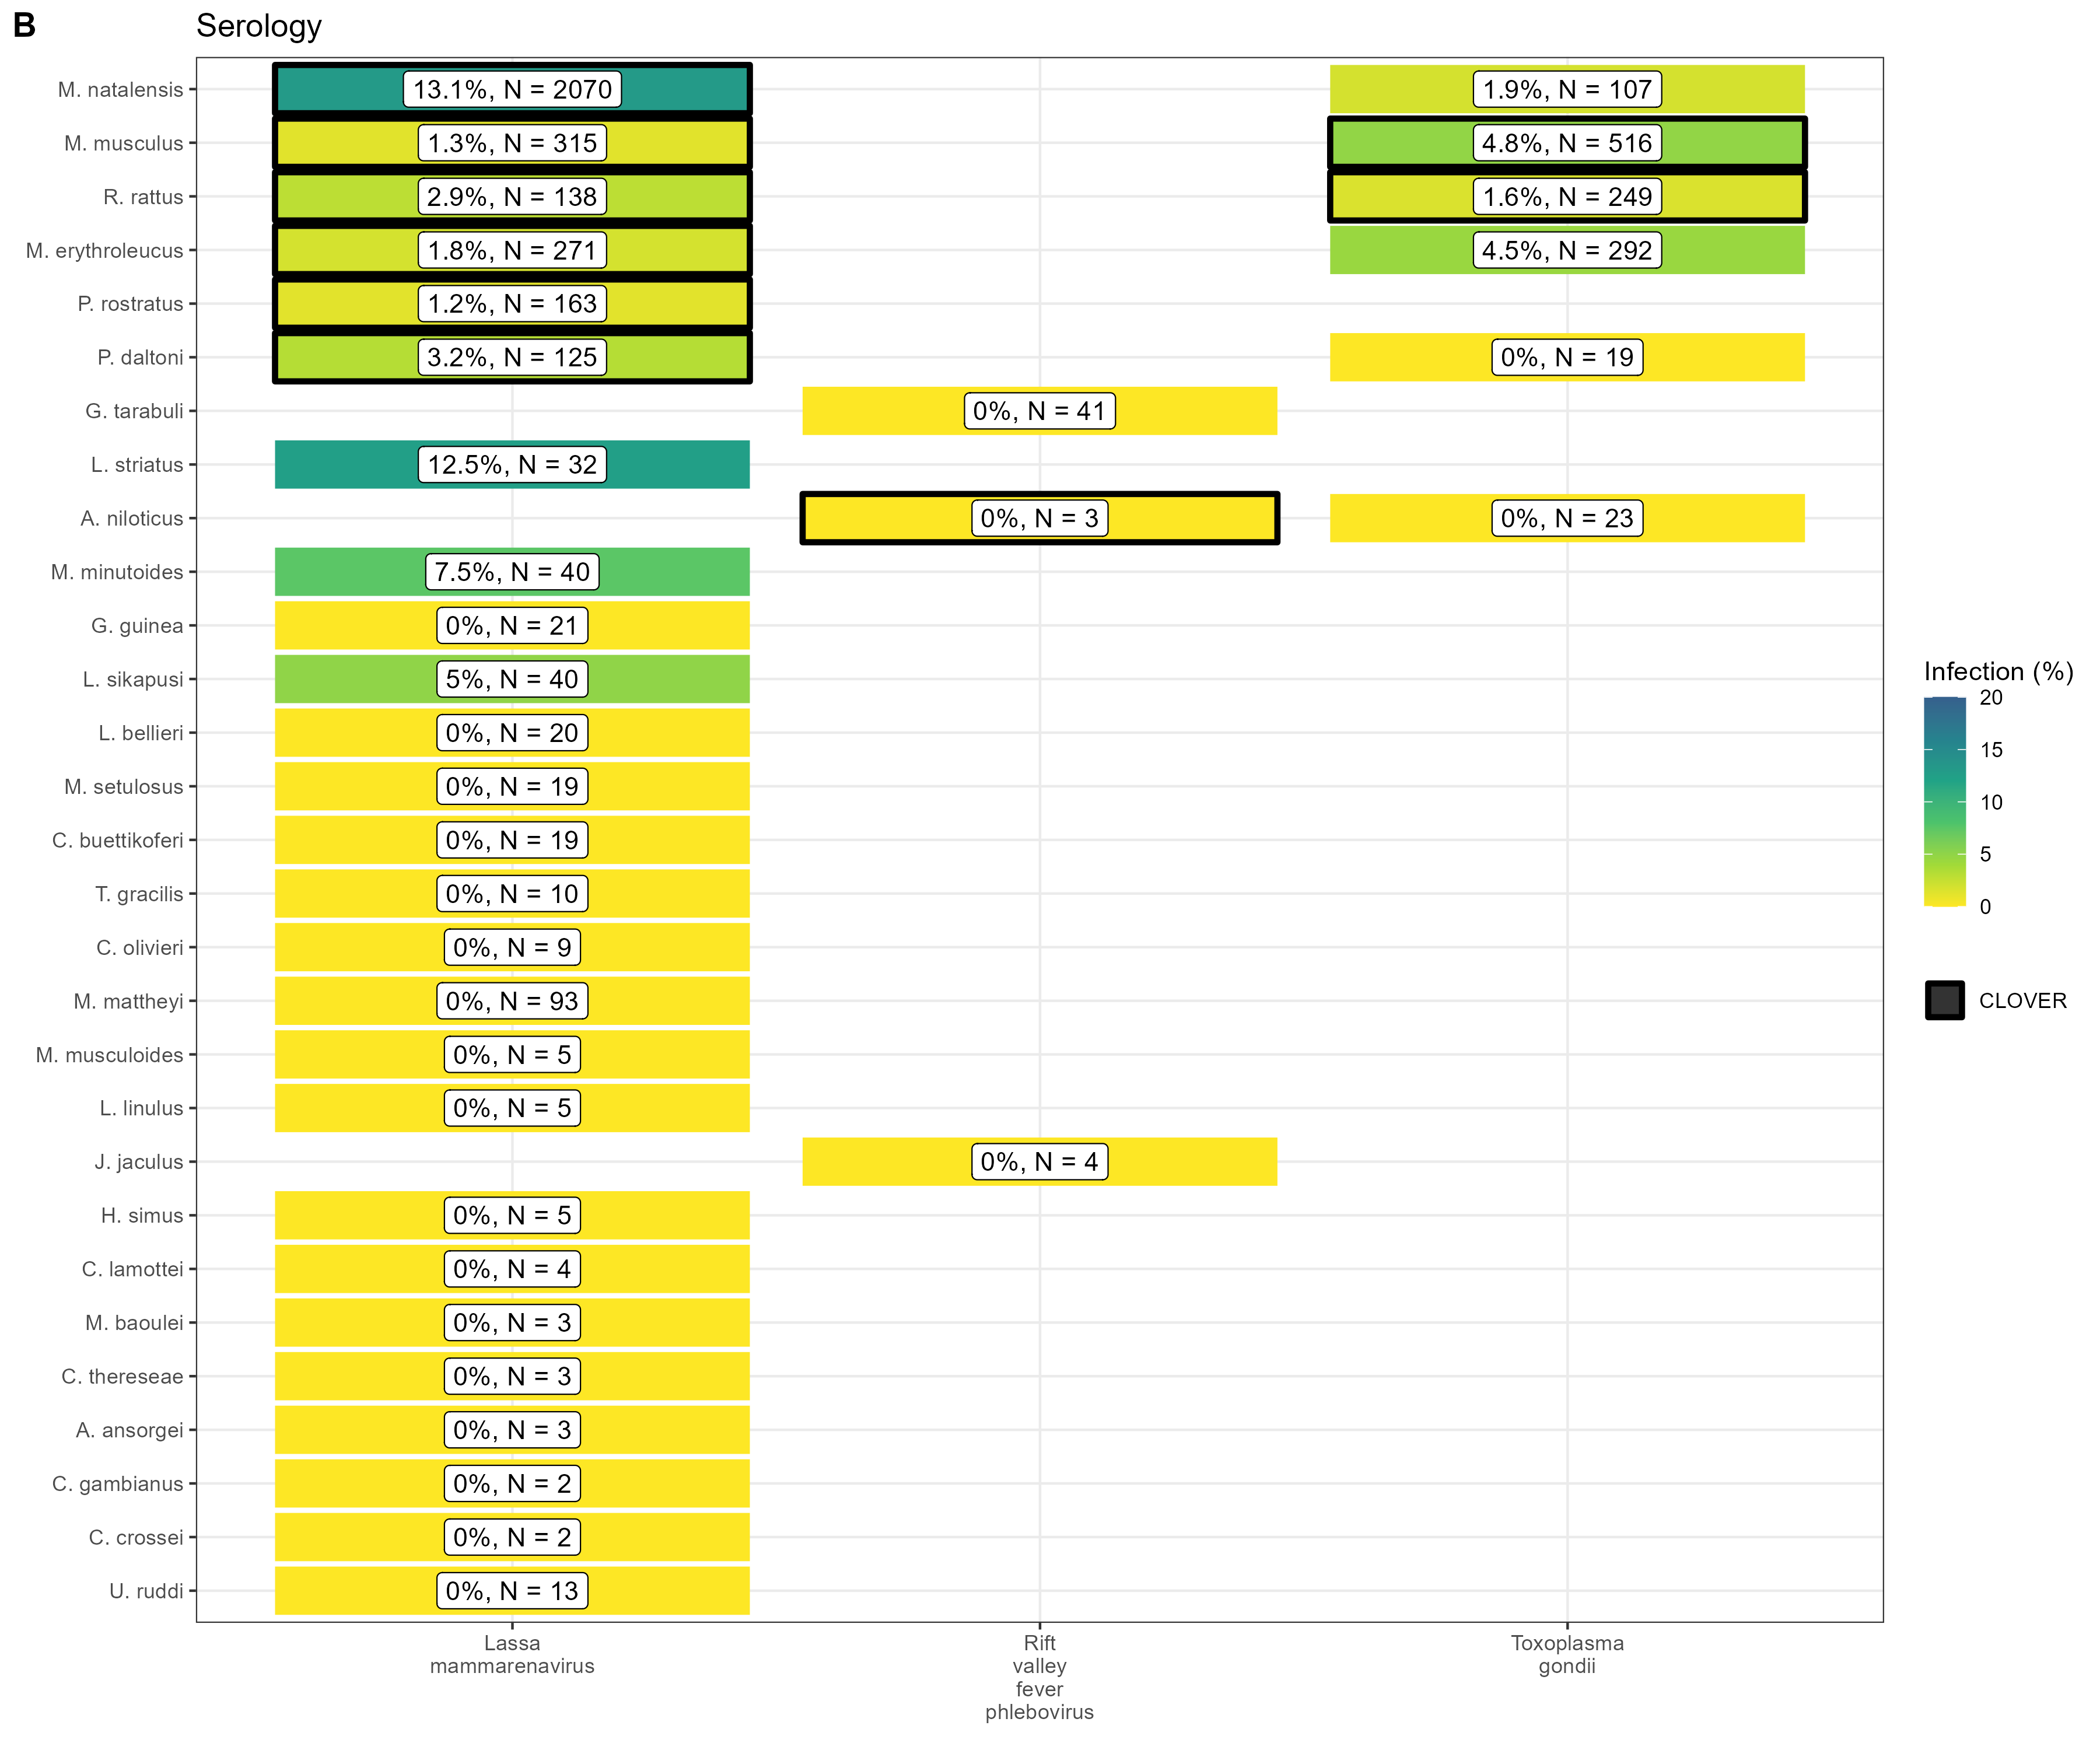 B
Serology
M. natalensis 13.1%, N = 2070 1.9%, N = 107
M. musculus 1.3%, N = 315 4.8%, N = 516
R. rattus 2.9%, N = 138 1.6%, N = 249
M. erythroleucus 1.8%, N = 271 4.5%, N = 292
P. rostratus 1.2%, N = 163
P. daltoni 3.2%, N = 125 0%, N = 19
G. tarabuli 0%, N = 41
L. striatus 12.5%, N = 32
A. niloticus 0%, N = 3 0%, N = 23
M. minutoides 7.5%, N = 40
G. guinea 0%, N = 21
L. sikapusi 5%, N = 40
L. bellieri 0%, N = 20
M. setulosus 0%, N = 19
C. buettikoferi 0%, N = 19
T. gracilis 0%, N = 10
C. olivieri 0%, N = 9
M. mattheyi 0%, N = 93
M. musculoides 0%, N = 5
L. linulus 0%, N = 5
J. jaculus 0%, N = 4
H. simus 0%, N = 5
C. lamottei 0%, N = 4
M. baoulei 0%, N = 3
C. thereseae 0%, N = 3
A. ansorgei 0%, N = 3
C. gambianus 0%, N = 2
C. crossei 0%, N = 2
U. ruddi 0%, N = 13
Lassa
mammarenavirus
Rift
valley
fever
phlebovirus
Toxoplasma
gondii
Infection (%)
20
15
10
5
0
CLOVER